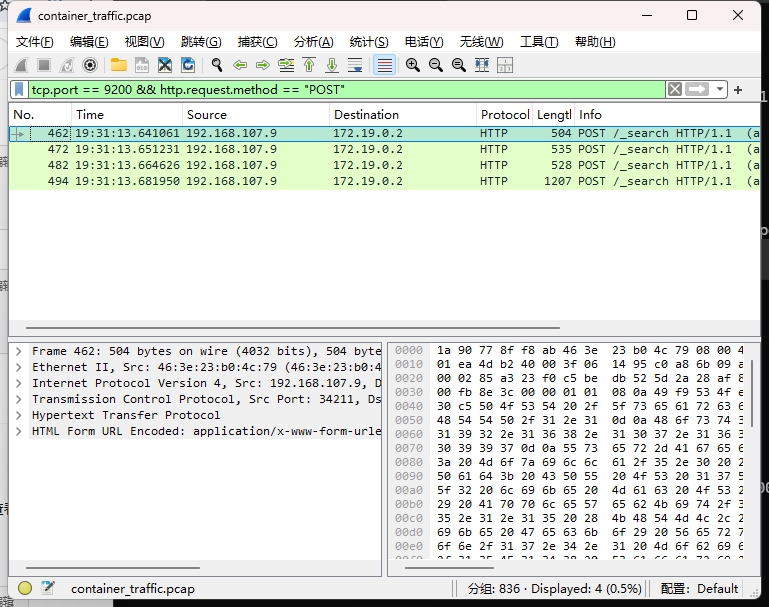 container_traffic.pcap
文件(F) 编辑(E) 视图(V) 跳转(G) 捕获(C) 分析(A) 统计(S) 电话(Y) 无线(W) 工具(T) 帮助(H)
tcp.port == 9200 && http.request.method == "POST"
No. Time Source Destination Protocol Lengtl Info
462 19:31:13.641061 192.168.107.9 172.19.0.2 HTTP 504 POST /_search HTTP/1.1 (a
472 19:31:13.651231 192.168.107.9 172.19.0.2 HTTP 535 POST /_search HTTP/1.1 (a
482 19:31:13.664626 192.168.107.9 172.19.0.2 HTTP 528 POST /_search HTTP/1.1 (a
494 19:31:13.681950 192.168.107.9 172.19.0.2 HTTP 1207 POST /_search HTTP/1.1 (a
Frame 462: 504 bytes on wire (4032 bits), 504 byte
Ethernet II, Src: 46:3e:23:b0:4c:79 (46:3e:23:b0:4
Internet Protocol Version 4, Src: 192.168.107.9, D
Transmission Control Protocol, Src Port: 34211, Ds
Hypertext Transfer Protocol
HTML Form URL Encoded: application/x-www-form-urle
0000 1a 90 77 8f f8 ab 46 3e 23 b0 4c 79 08 00 4
0010 01 ea 4d b2 40 00 3f 06 14 95 c0 a8 6b 09 a
0020 00 02 85 a3 23 f0 c5 be db 52 5d 2a 28 af 8
0030 00 fb 8e 3c 00 00 01 01 08 0a 49 f9 53 4f e
0040 30 c5 50 4f 53 54 20 2f 5f 73 65 61 72 63 6
0050 48 54 54 50 2f 31 2e 31 0d 0a 48 6f 73 74 3
0060 31 39 32 2e 31 36 38 2e 31 30 37 2e 31 36 3
0070 30 39 39 37 0d 0a 55 73 65 72 2d 41 67 65 6
0080 3a 20 4d 6f 7a 69 6c 6c 61 2f 35 2e 30 20 2
0090 50 61 64 3b 20 43 50 55 20 4f 53 20 31 37 5
00a0 5f 32 20 6c 69 6b 65 20 4d 61 63 20 4f 53 2
00b0 29 20 41 70 70 6c 65 57 65 62 4b 69 74 2f 3
00c0 35 2e 31 2e 31 35 20 28 4b 48 54 4d 4c 2c 2
00d0 69 6b 65 20 47 65 63 6b 6f 29 20 56 65 72 7
00e0 6f 6e 2f 31 37 2e 34 2e 31 20 4d 6f 62 69 6
container_traffic.pcap 分组: 836 · Displayed: 4 (0.5%) 配置: Default